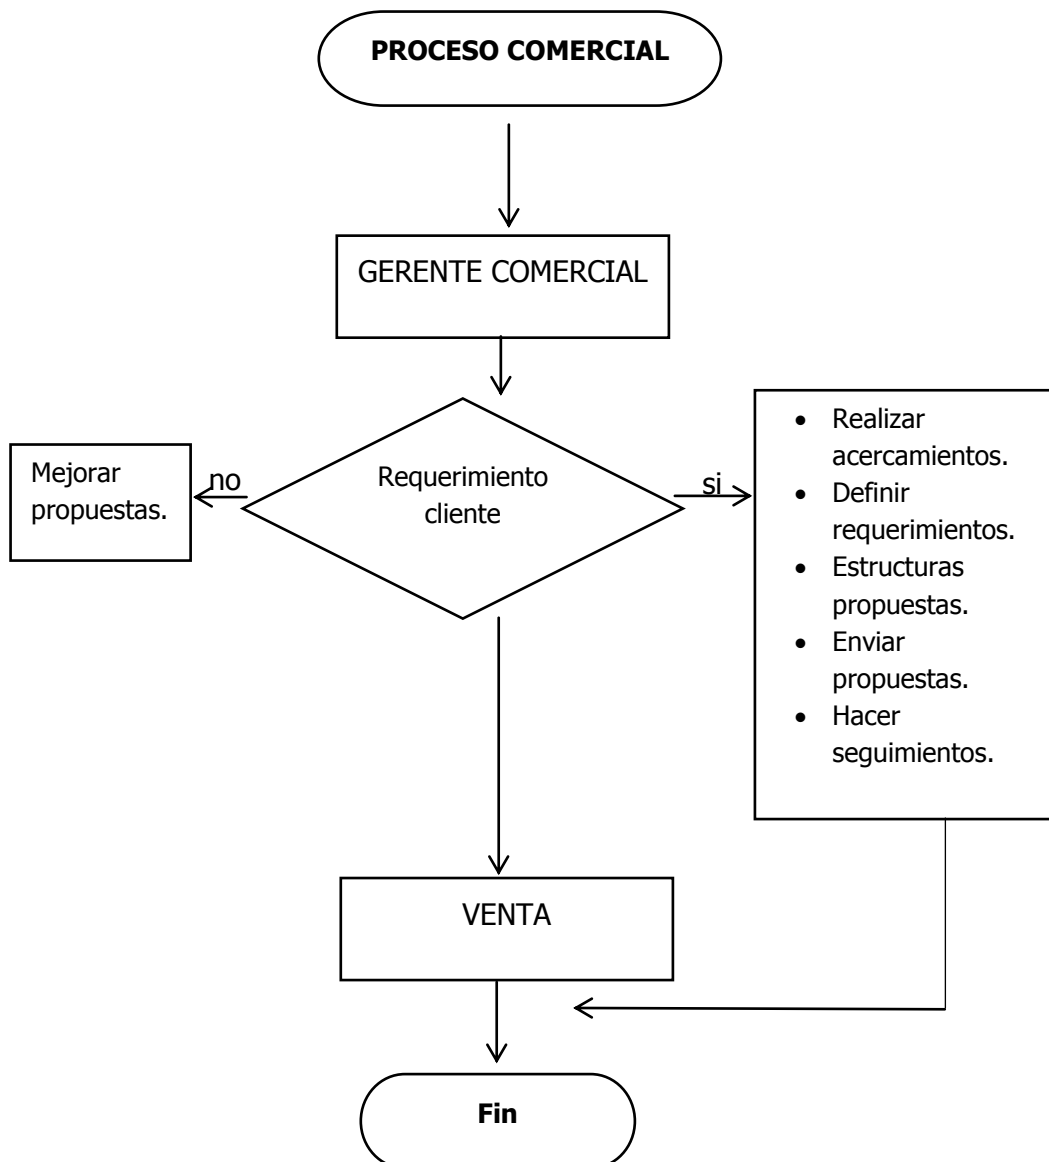 PROCESO COMERCIAL
GERENTE COMERCIAL
Requerimiento
cliente
no
Mejorar
propuestas.
si
• Realizar
acercamientos.
• Definir
requerimientos.
• Estructuras
propuestas.
• Enviar
propuestas.
• Hacer
seguimientos.
VENTA
Fin